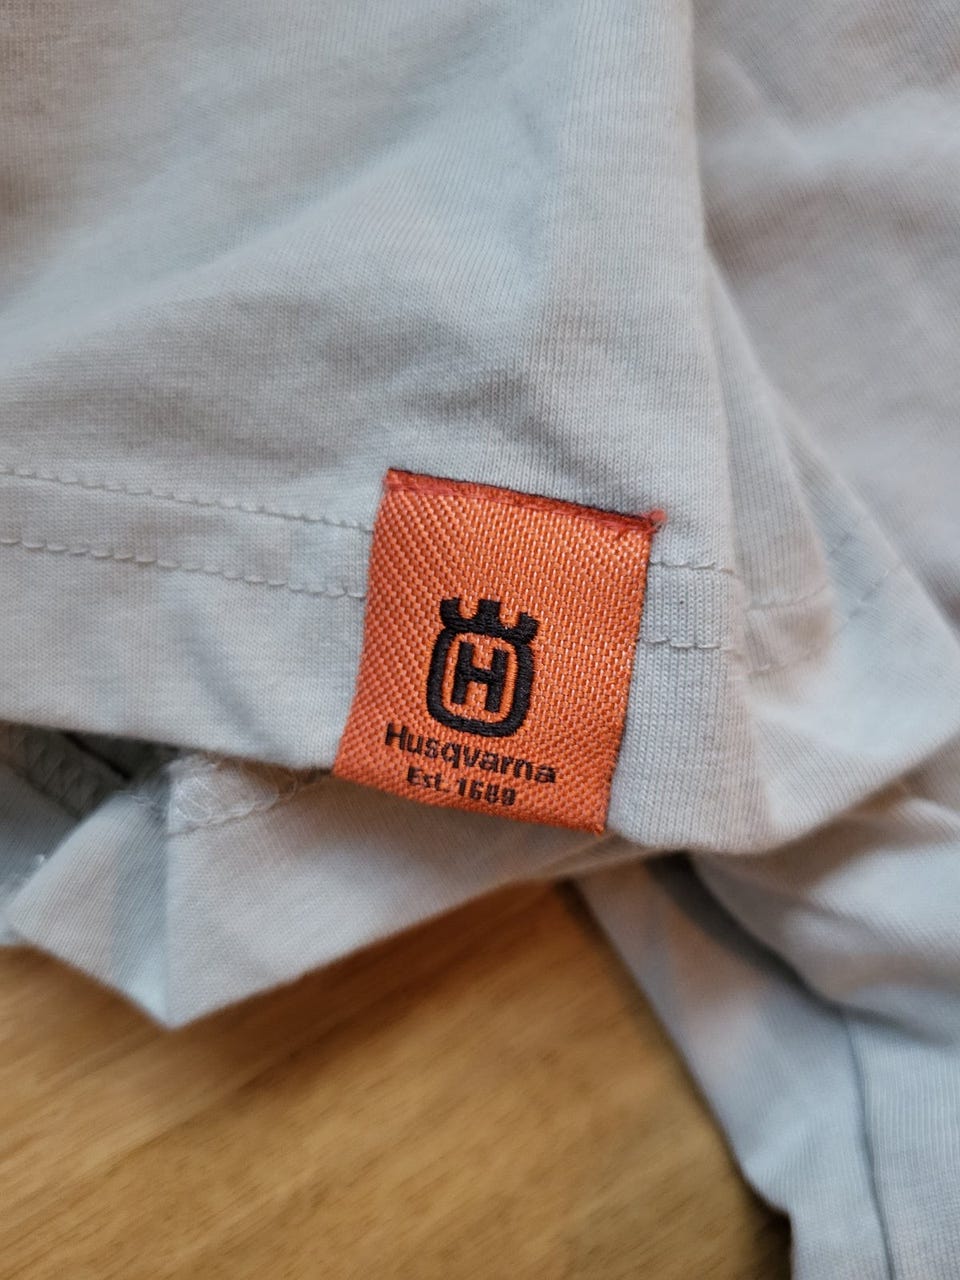 H
Husqvarna
Est. 1689